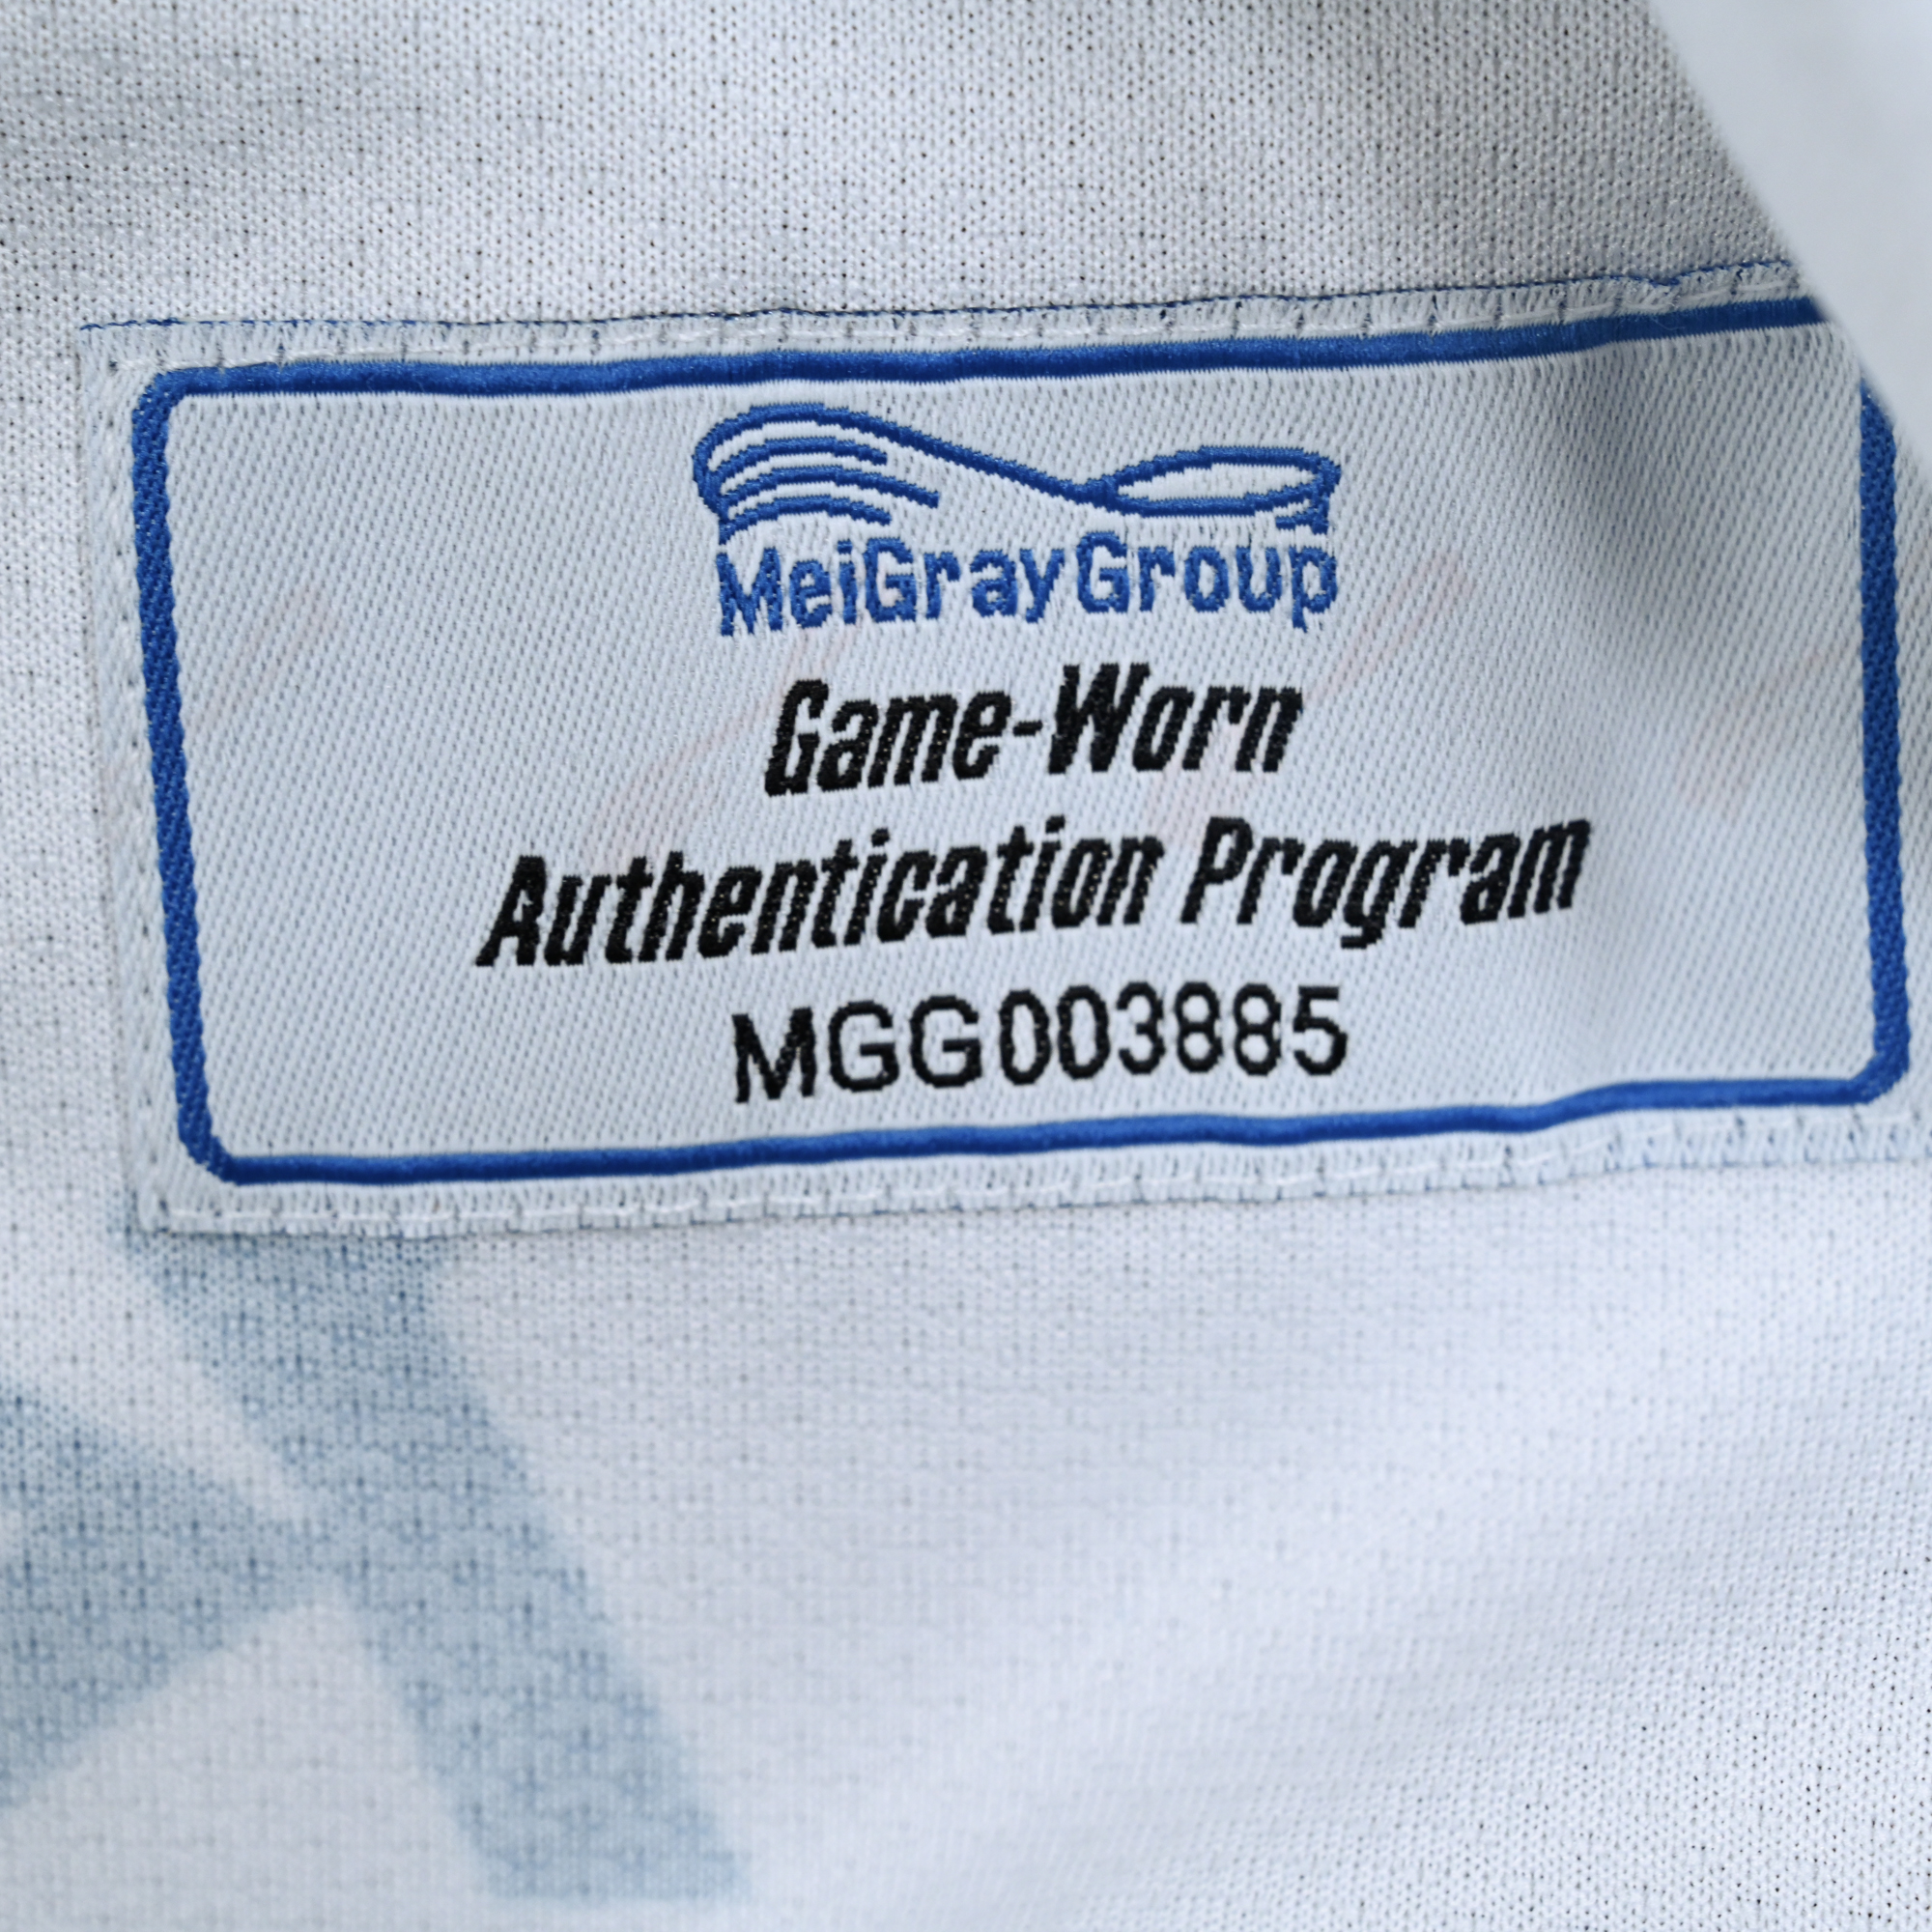 MeiGrayGroup
Game-Worn
Authentication Program
MGG003885